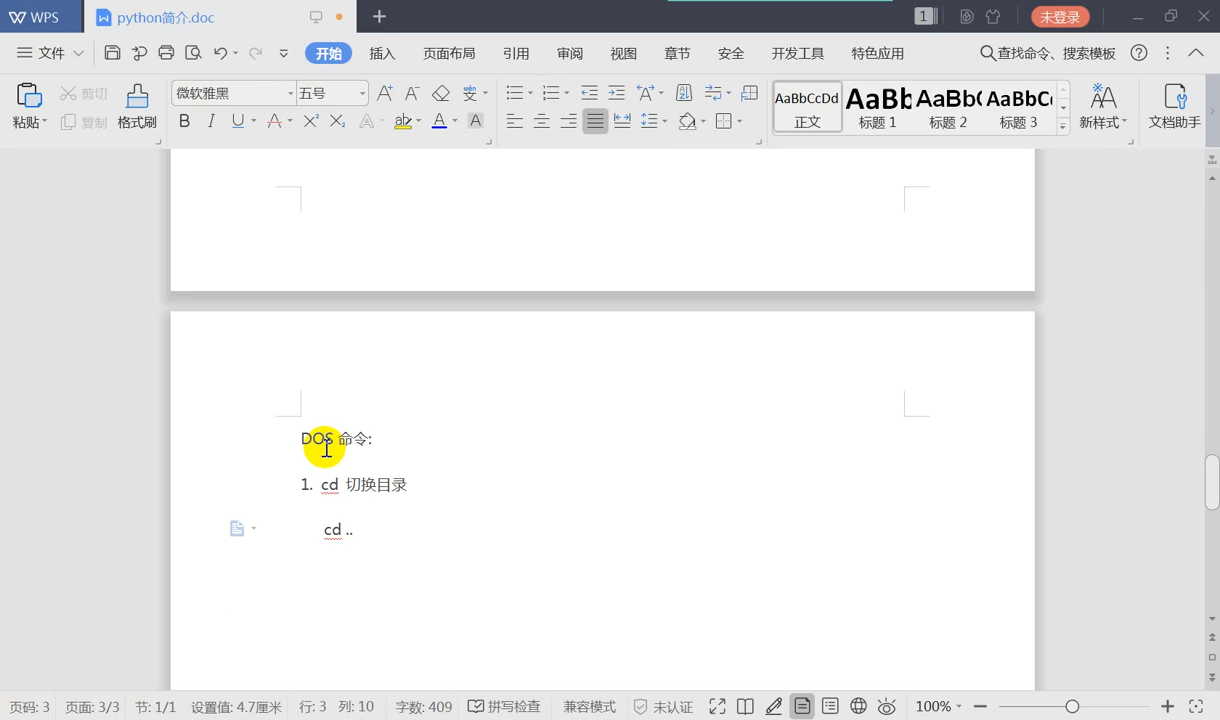 WPS
python简介.doc
1
未登录
文件
开始
插入
页面布局
引用
审阅
视图
章节
安全
开发工具
特色应用
查找命令、搜索模板
粘贴
剪切
复制
格式刷
微软雅黑
五号
AaBbCcDd
正文
AaBb
标题 1
AaBb(
标题 2
AaBbC(
标题 3
新样式
文档助手
DOS 命令:
1. cd 切换目录
cd ..
页码: 3
页面: 3/3
节: 1/1
设置值: 4.7厘米
行: 3
列: 10
字数: 409
拼写检查
兼容模式
未认证
100%